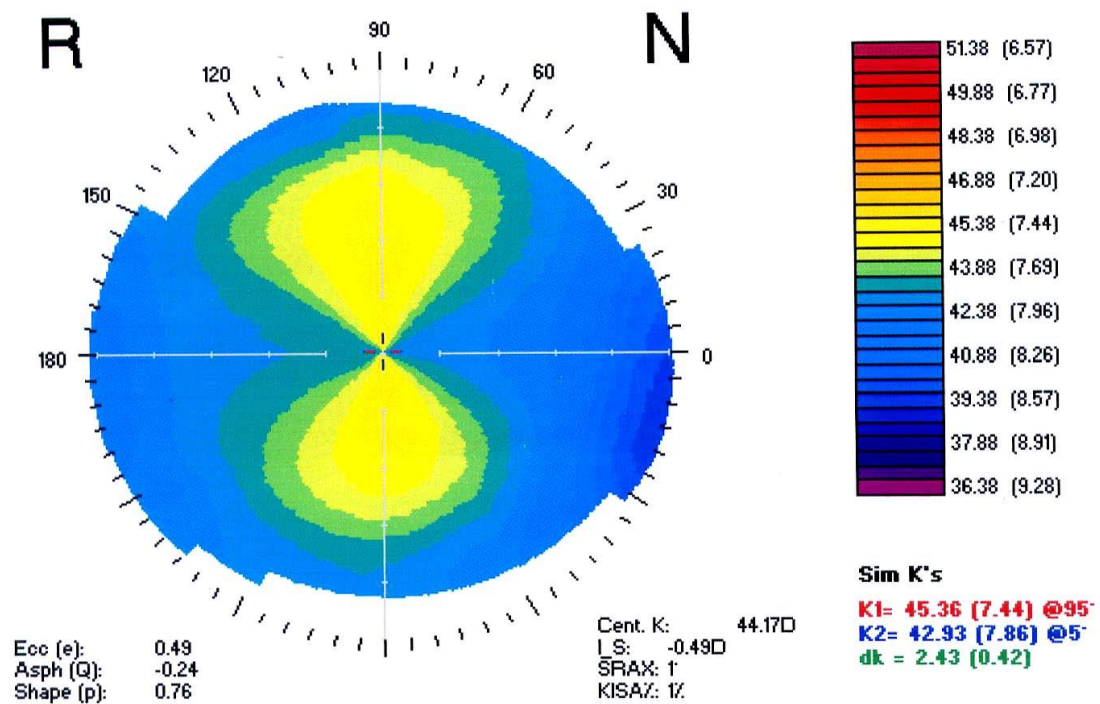 R
N
90
120
60
150
30
180
0
51.38 (6.57)
49.88 (6.77)
48.38 (6.98)
46.88 (7.20)
45.38 (7.44)
43.88 (7.69)
42.38 (7.96)
40.88 (8.26)
39.38 (8.57)
37.88 (8.91)
36.38 (9.28)
Sim K's
K1= 45.36 (7.44) @95°
K2= 42.93 (7.86) @5°
dk = 2.43 (0.42)
Ecc (e): 0.49
Asph (Q): -0.24
Shape (p): 0.76
Cent. K: 44.17D
I_S: -0.49D
SRAX: 1°
KISA%: 1%